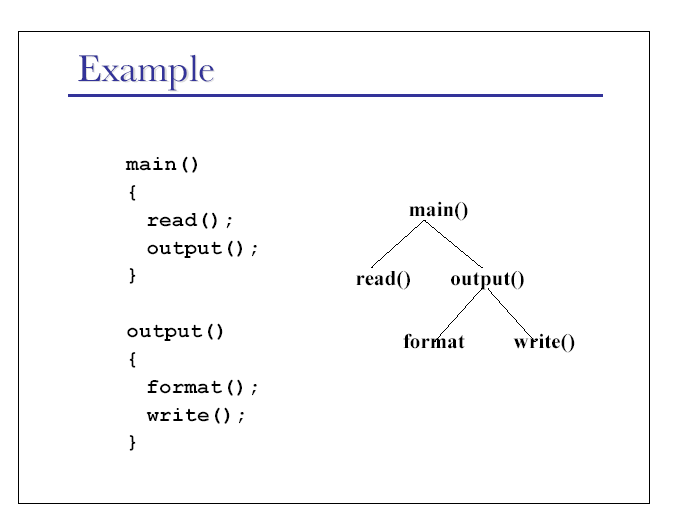 Example
main()
{
read();
output();
}
output()
{
format();
write();
}
main()
read() output()
format write()